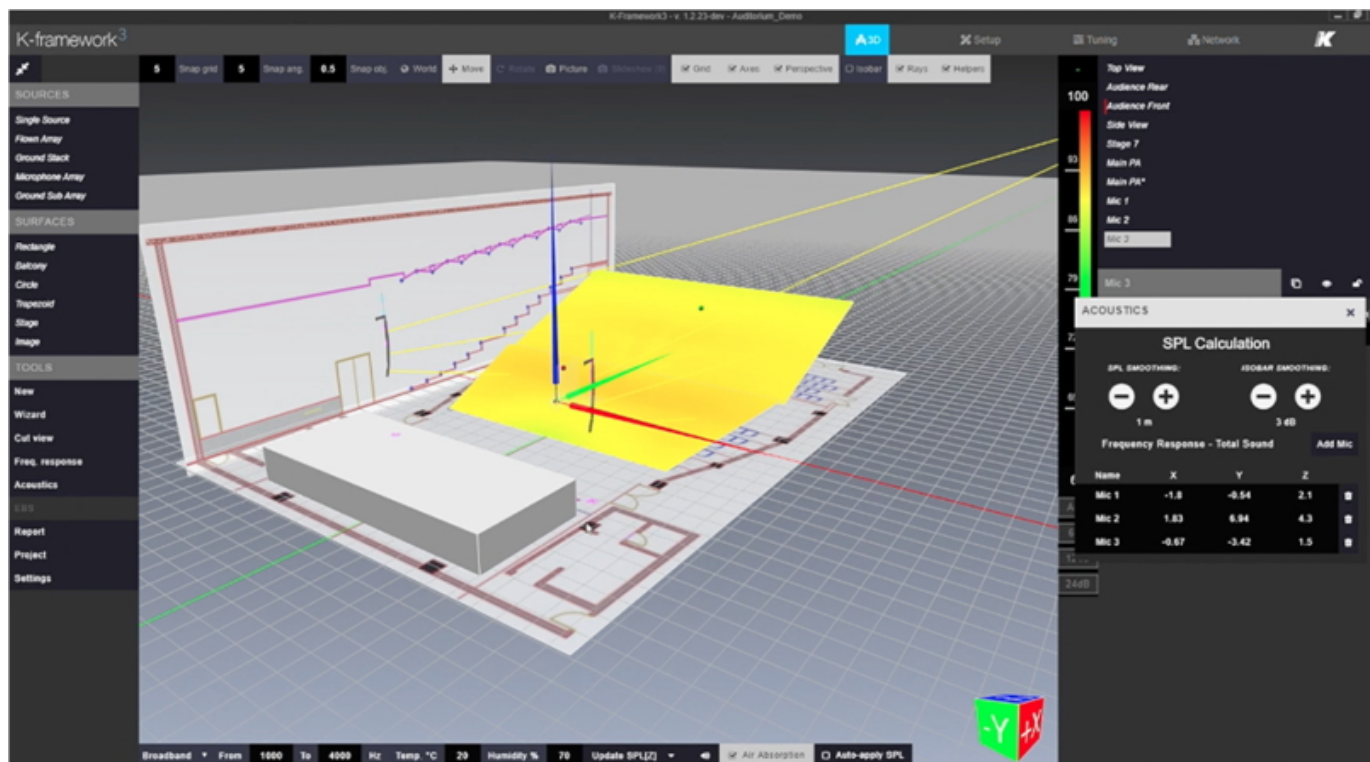 K-Framework3 - v. 1.2.23-dev - Auditorium_Demo
K-framework3
3D
Setup
Tuning
Network
5 Snap grid 5 Snap ang. 0.5 Snap obj. World Move Rotate Picture Grid Axes Perspective Isobar Rays Helpers
SOURCES
Single Source
Flown Array
Ground Stack
Microphone Array
Ground Sub Array
SURFACES
Rectangle
Balcony
Circle
Trapezoid
Stage
Image
TOOLS
New
Wizard
Cut view
Freq. response
Acoustics
EBS
Report
Project
Settings
100
93
86
79
24dB
Top View
Audience Rear
Audience Front
Side View
Stage 7
Main PA
Main PA*
Mic 1
Mic 2
Mic 3
ACOUSTICS
SPL Calculation
SPL SMOOTHING: ISOBAR SMOOTHING:
1 m 3 dB
Frequency Response - Total Sound Add Mic
Name X Y Z
Mic 1 -1.8 -0.54 2.1
Mic 2 1.83 6.94 4.3
Mic 3 -0.67 -3.42 1.5
-Y +X
Broadband From 1000 To 4000 Hz Temp. °C 20 Humidity % 70 Update SPL[Z] Air Absorption Auto-apply SPL